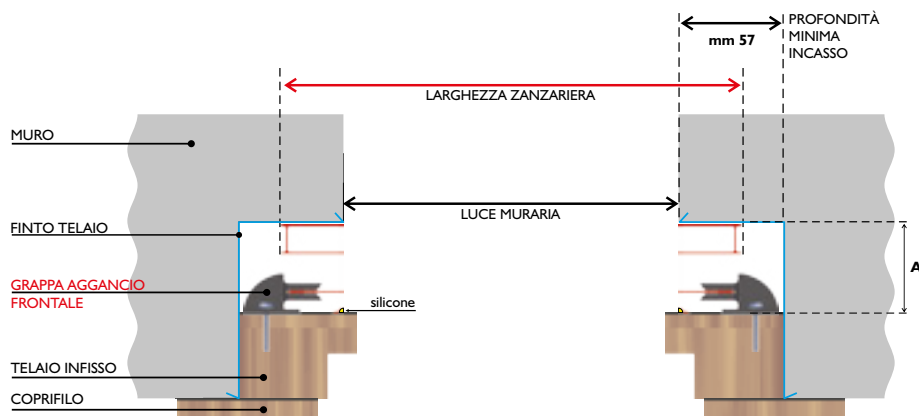 PROFONDITÀ
MINIMA
INCASSO
mm 57
LARGHEZZA ZANZARIERA
MURO
LUCE MURARIA
FINTO TELAIO
A
GRAPPA AGGANCIO
FRONTALE
silicone
TELAIO INFISSO
COPRIFILO